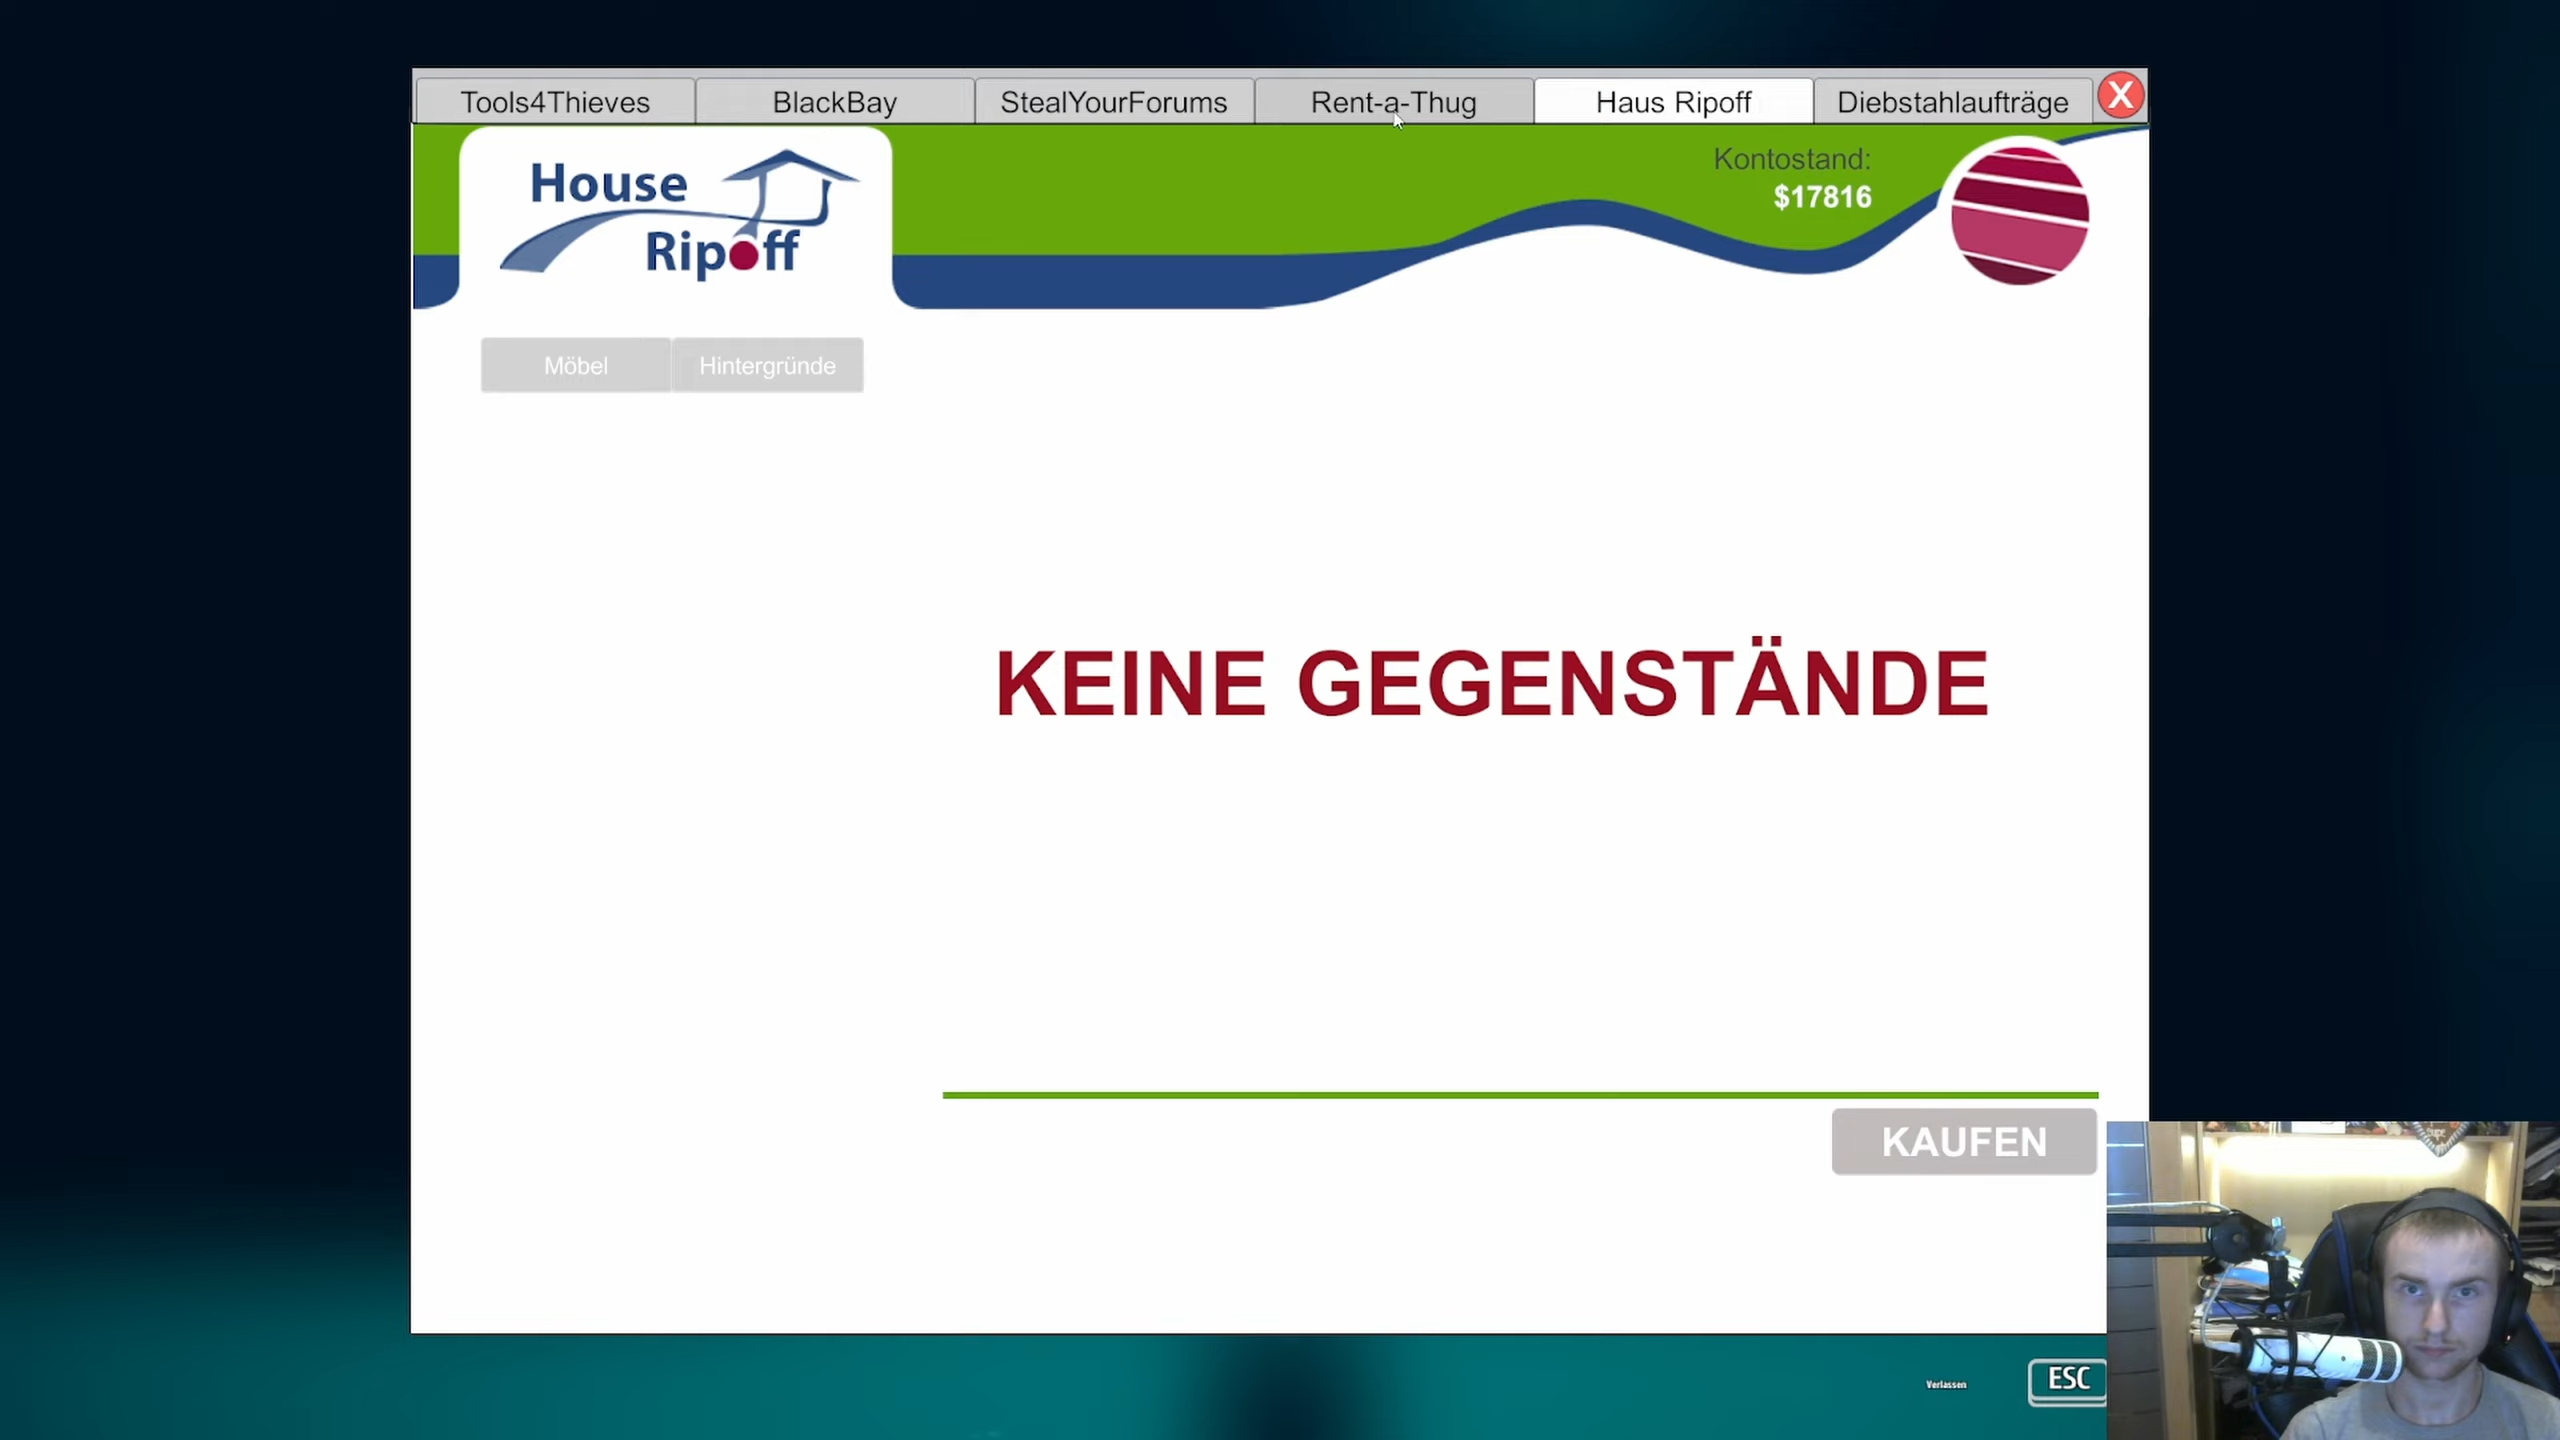 Tools4Thieves
BlackBay
StealYourForums
Rent-a-Thug
Haus Ripoff
Diebstahlaufträge
X
House
Ripoff
Kontostand:
$17816
Möbel
Hintergründe
KEINE GEGENSTÄNDE
KAUFEN
Verlassen
ESC